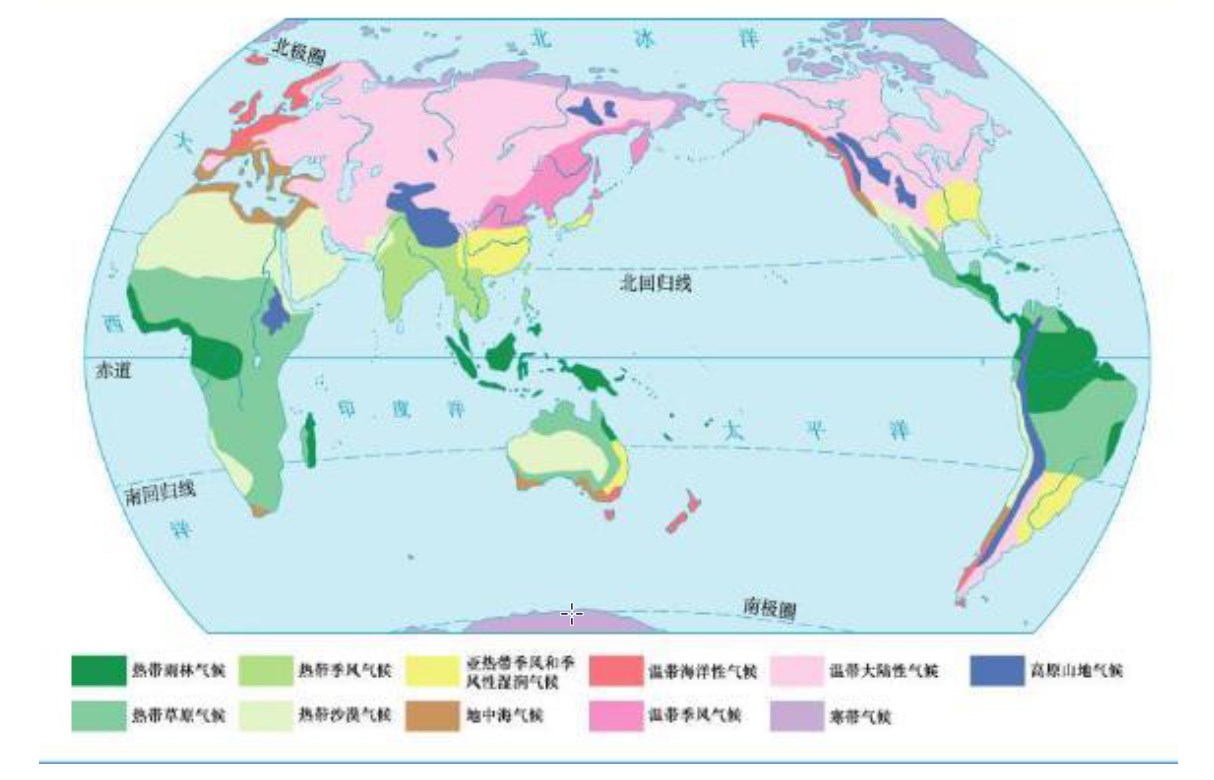 北极圈
北 冰 洋
大
西
洋
北回归线
赤道
印 度 洋
太 平 洋
南回归线
南极圈
热带雨林气候
热带季风气候
亚热带季风和季
风性湿润气候
温带海洋性气候
温带大陆性气候
高原山地气候
热带草原气候
热带沙漠气候
地中海气候
温带季风气候
寒带气候